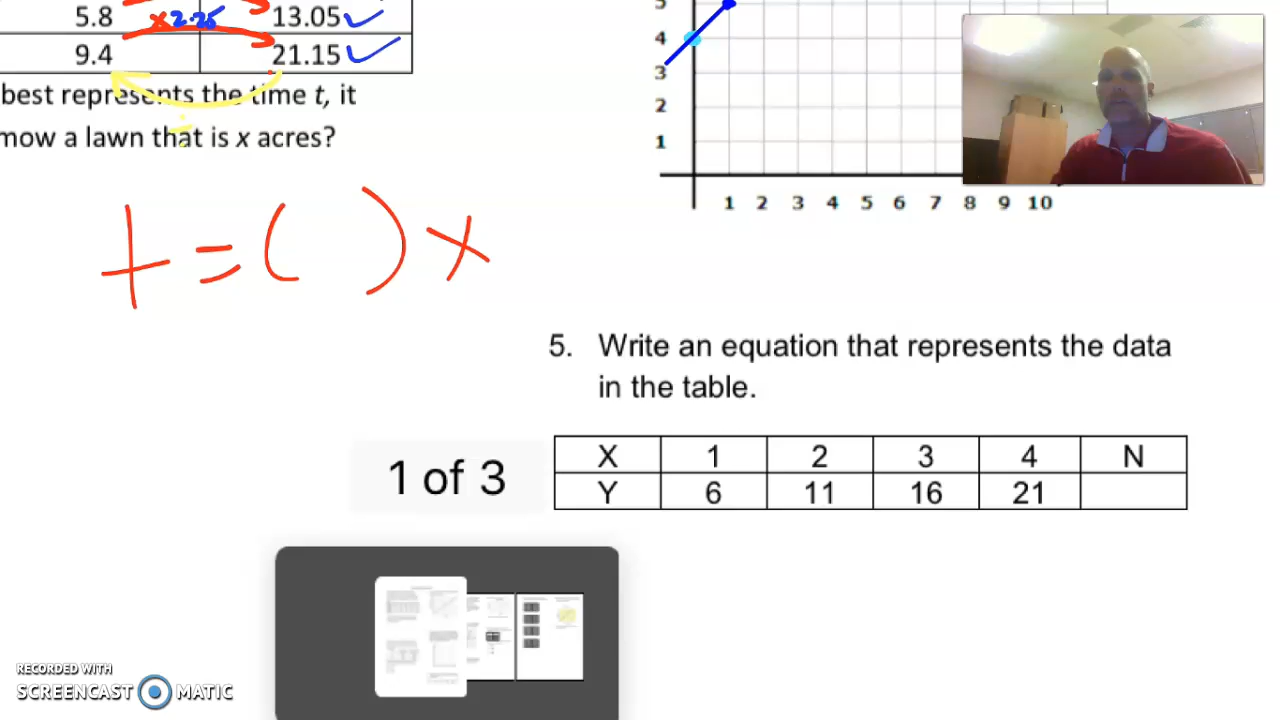 5.8 x2.25 13.05
9.4 21.15
best represents the time t, it
mow a lawn that is x acres?
t = ( ) x
5
4
3
2
1
1 2 3 4 5 6 7 8 9 10
5. Write an equation that represents the data
in the table.
X 1 2 3 4 N
Y 6 11 16 21
1 of 3
RECORDED WITH
SCREENCAST MATIC